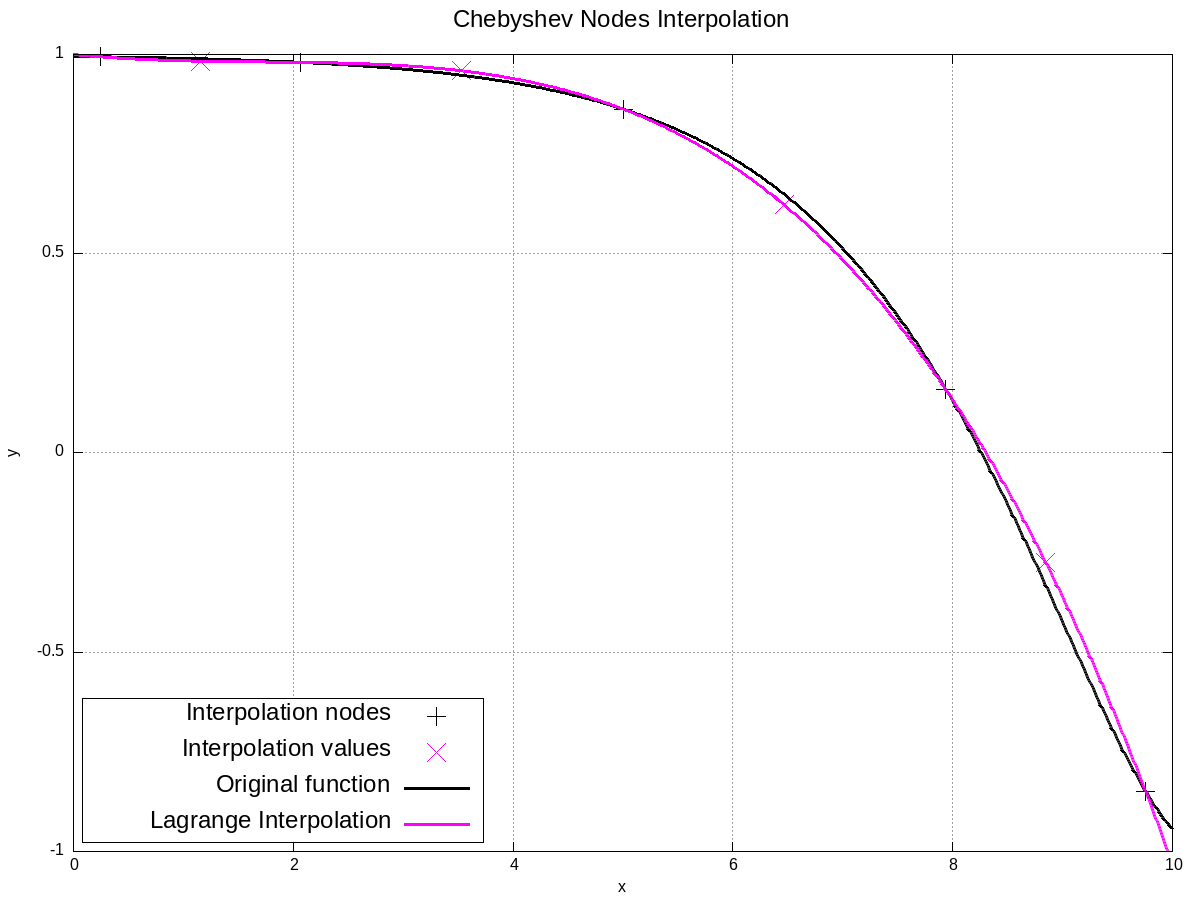 Chebyshev Nodes Interpolation
1
0.5
0
-0.5
-1
y
Interpolation nodes
Interpolation values
Original function
Lagrange Interpolation
0 2 4 6 8 10
x